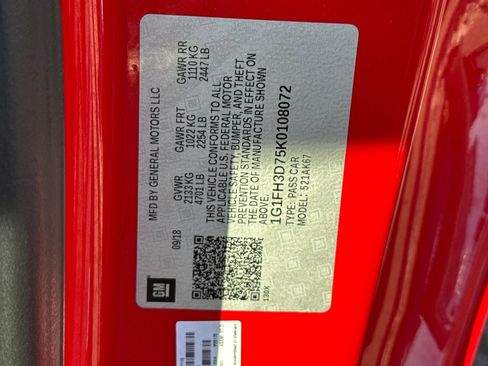 MFD BY GENERAL MOTORS LLC
09/18
GVWR
2133 KG
4701 LB
GAWR FRT
1022 KG
2254 LB
GAWR RR
1110 KG
2447 LB
THIS VEHICLE CONFORMS TO ALL
APPLICABLE U.S. FEDERAL MOTOR
VEHICLE SAFETY, BUMPER, AND THEFT
PREVENTION STANDARDS IN EFFECT ON
THE DATE OF MANUFACTURE SHOWN
ABOVE.
1G1FH3D75K0108072
TYPE: PASS CAR
MODEL: 521AK67
GM